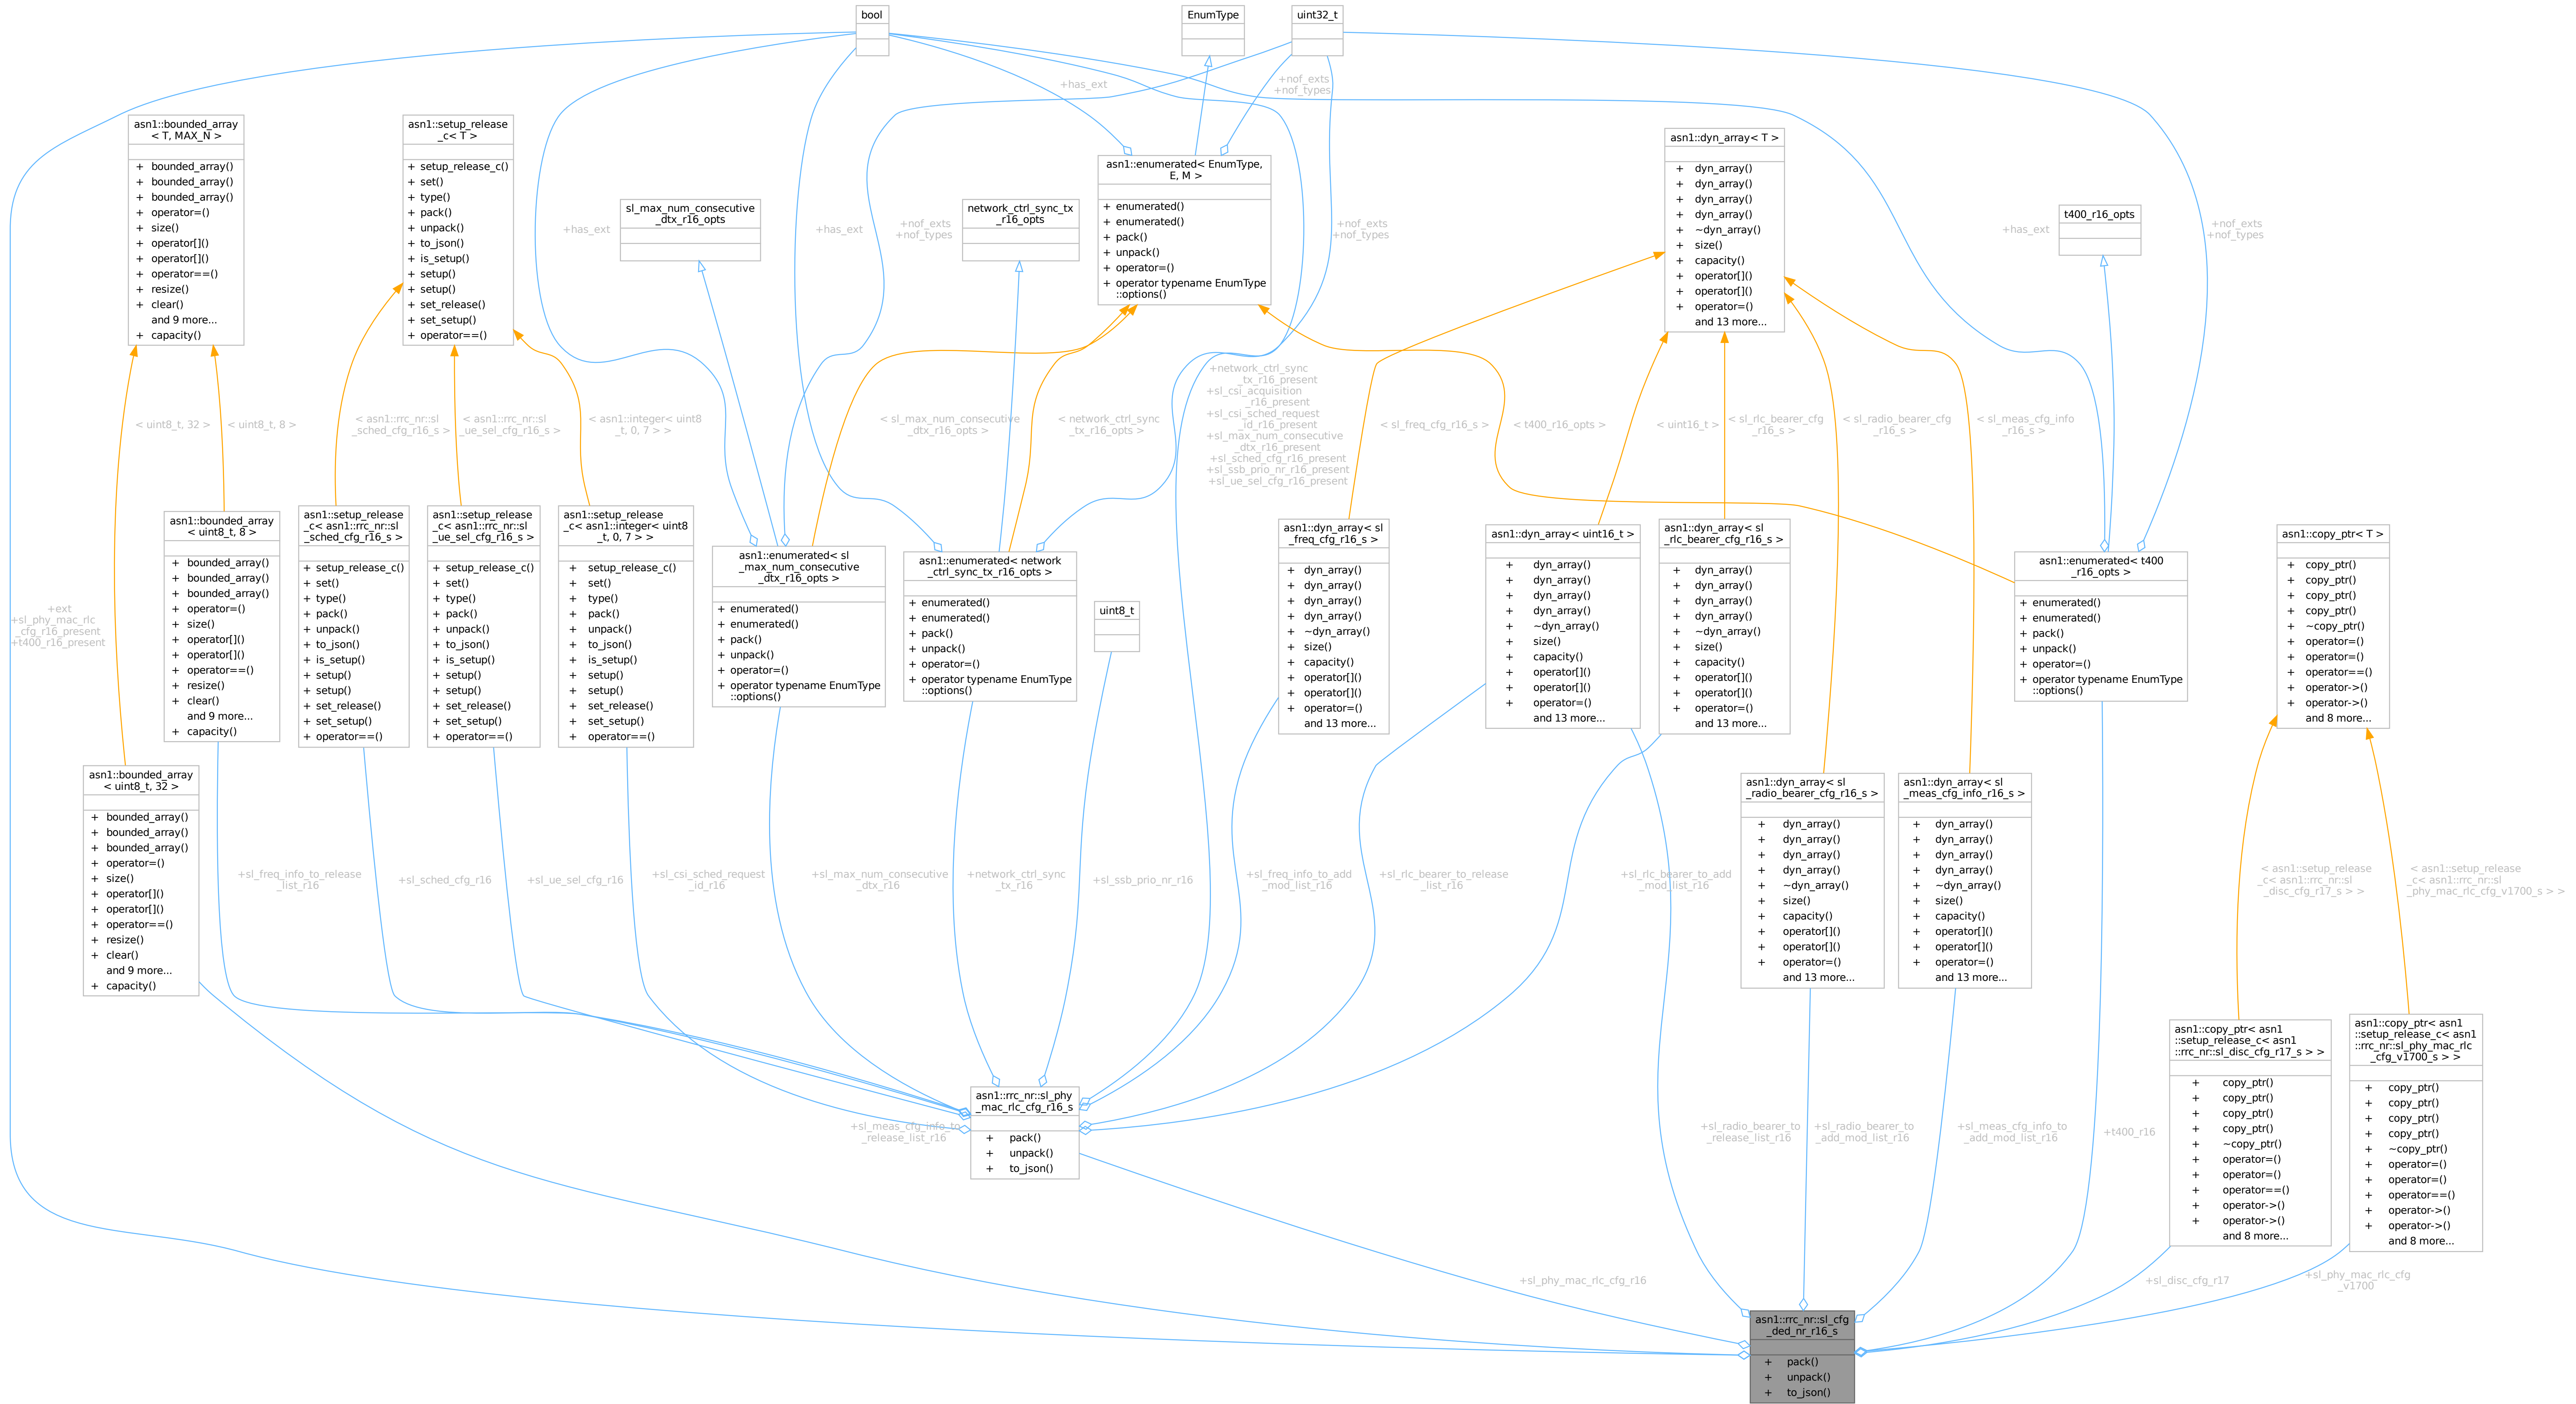 bool
EnumType
uint32_t
+has_ext
+nof_exts
+nof_types
asn1::bounded_array
< T, MAX_N >
+ bounded_array()
+ bounded_array()
+ bounded_array()
+ operator=()
+ size()
+ operator[]()
+ operator[]()
+ operator==()
+ resize()
+ clear()
and 9 more...
+ capacity()
asn1::setup_release
_c< T >
+ setup_release_c()
+ set()
+ type()
+ pack()
+ unpack()
+ to_json()
+ is_setup()
+ setup()
+ setup()
+ set_release()
+ set_setup()
+ operator==()
+has_ext
sl_max_num_consecutive
_dtx_r16_opts
+has_ext
+nof_exts
+nof_types
network_ctrl_sync_tx
_r16_opts
asn1::enumerated< EnumType,
E, M >
+ enumerated()
+ enumerated()
+ pack()
+ unpack()
+ operator=()
+ operator typename EnumType
::options()
+nof_exts
+nof_types
asn1::dyn_array< T >
+ dyn_array()
+ dyn_array()
+ dyn_array()
+ dyn_array()
+ ~dyn_array()
+ size()
+ capacity()
+ operator[]()
+ operator[]()
+ operator=()
and 13 more...
+has_ext
t400_r16_opts
+nof_exts
+nof_types
< uint8_t, 32 >
< uint8_t, 8 >
< asn1::rrc_nr::sl
_sched_cfg_r16_s >
< asn1::rrc_nr::sl
_ue_sel_cfg_r16_s >
< asn1::integer< uint8
_t, 0, 7 > >
< sl_max_num_consecutive
_dtx_r16_opts >
< network_ctrl_sync
_tx_r16_opts >
+network_ctrl_sync
_tx_r16_present
+sl_csi_acquisition
_r16_present
+sl_csi_sched_request
_id_r16_present
+sl_max_num_consecutive
_dtx_r16_present
+sl_sched_cfg_r16_present
+sl_ssb_prio_nr_r16_present
+sl_ue_sel_cfg_r16_present
< sl_freq_cfg_r16_s >
< t400_r16_opts >
< uint16_t >
< sl_rlc_bearer_cfg
_r16_s >
< sl_radio_bearer_cfg
_r16_s >
< sl_meas_cfg_info
_r16_s >
+ext
+sl_phy_mac_rlc
_cfg_r16_present
+t400_r16_present
asn1::bounded_array
< uint8_t, 8 >
+ bounded_array()
+ bounded_array()
+ bounded_array()
+ operator=()
+ size()
+ operator[]()
+ operator[]()
+ operator==()
+ resize()
+ clear()
and 9 more...
+ capacity()
asn1::setup_release
_c< asn1::rrc_nr::sl
_sched_cfg_r16_s >
+ setup_release_c()
+ set()
+ type()
+ pack()
+ unpack()
+ to_json()
+ is_setup()
+ setup()
+ setup()
+ set_release()
+ set_setup()
+ operator==()
asn1::setup_release
_c< asn1::rrc_nr::sl
_ue_sel_cfg_r16_s >
+ setup_release_c()
+ set()
+ type()
+ pack()
+ unpack()
+ to_json()
+ is_setup()
+ setup()
+ setup()
+ set_release()
+ set_setup()
+ operator==()
asn1::setup_release
_c< asn1::integer< uint8
_t, 0, 7 > >
+ setup_release_c()
+ set()
+ type()
+ pack()
+ unpack()
+ to_json()
+ is_setup()
+ setup()
+ setup()
+ set_release()
+ set_setup()
+ operator==()
asn1::enumerated< sl
_max_num_consecutive
_dtx_r16_opts >
+ enumerated()
+ enumerated()
+ pack()
+ unpack()
+ operator=()
+ operator typename EnumType
::options()
asn1::enumerated< network
_ctrl_sync_tx_r16_opts >
+ enumerated()
+ enumerated()
+ pack()
+ unpack()
+ operator=()
+ operator typename EnumType
::options()
uint8_t
asn1::dyn_array< sl
_freq_cfg_r16_s >
+ dyn_array()
+ dyn_array()
+ dyn_array()
+ dyn_array()
+ ~dyn_array()
+ size()
+ capacity()
+ operator[]()
+ operator[]()
+ operator=()
and 13 more...
asn1::dyn_array< uint16_t >
+ dyn_array()
+ dyn_array()
+ dyn_array()
+ dyn_array()
+ ~dyn_array()
+ size()
+ capacity()
+ operator[]()
+ operator[]()
+ operator=()
and 13 more...
asn1::dyn_array< sl
_rlc_bearer_cfg_r16_s >
+ dyn_array()
+ dyn_array()
+ dyn_array()
+ dyn_array()
+ ~dyn_array()
+ size()
+ capacity()
+ operator[]()
+ operator[]()
+ operator=()
and 13 more...
asn1::enumerated< t400
_r16_opts >
+ enumerated()
+ enumerated()
+ pack()
+ unpack()
+ operator=()
+ operator typename EnumType
::options()
asn1::copy_ptr< T >
+ copy_ptr()
+ copy_ptr()
+ copy_ptr()
+ copy_ptr()
+ ~copy_ptr()
+ operator=()
+ operator=()
+ operator==()
+ operator->()
+ operator->()
and 8 more...
asn1::bounded_array
< uint8_t, 32 >
+ bounded_array()
+ bounded_array()
+ bounded_array()
+ operator=()
+ size()
+ operator[]()
+ operator[]()
+ operator==()
+ resize()
+ clear()
and 9 more...
+ capacity()
asn1::dyn_array< sl
_radio_bearer_cfg_r16_s >
+ dyn_array()
+ dyn_array()
+ dyn_array()
+ dyn_array()
+ ~dyn_array()
+ size()
+ capacity()
+ operator[]()
+ operator[]()
+ operator=()
and 13 more...
asn1::dyn_array< sl
_meas_cfg_info_r16_s >
+ dyn_array()
+ dyn_array()
+ dyn_array()
+ dyn_array()
+ ~dyn_array()
+ size()
+ capacity()
+ operator[]()
+ operator[]()
+ operator=()
and 13 more...
+sl_freq_info_to_release
_list_r16
+sl_sched_cfg_r16
+sl_ue_sel_cfg_r16
+sl_csi_sched_request
_id_r16
+sl_max_num_consecutive
_dtx_r16
+network_ctrl_sync
_tx_r16
+sl_ssb_prio_nr_r16
+sl_freq_info_to_add
_mod_list_r16
+sl_rlc_bearer_to_release
_list_r16
+sl_rlc_bearer_to_add
_mod_list_r16
< asn1::setup_release
_c< asn1::rrc_nr::sl
_disc_cfg_r17_s > >
< asn1::setup_release
_c< asn1::rrc_nr::sl
_phy_mac_rlc_cfg_v1700_s > >
asn1::copy_ptr< asn1
::setup_release_c< asn1
::rrc_nr::sl_disc_cfg_r17_s > >
+ copy_ptr()
+ copy_ptr()
+ copy_ptr()
+ copy_ptr()
+ ~copy_ptr()
+ operator=()
+ operator=()
+ operator==()
+ operator->()
+ operator->()
and 8 more...
asn1::copy_ptr< asn1
::setup_release_c< asn1
::rrc_nr::sl_phy_mac_rlc
_cfg_v1700_s > >
+ copy_ptr()
+ copy_ptr()
+ copy_ptr()
+ copy_ptr()
+ ~copy_ptr()
+ operator=()
+ operator=()
+ operator==()
+ operator->()
+ operator->()
and 8 more...
+sl_meas_cfg_info_to
_release_list_r16
asn1::rrc_nr::sl_phy
_mac_rlc_cfg_r16_s
+ pack()
+ unpack()
+ to_json()
+sl_radio_bearer_to
_release_list_r16
+sl_radio_bearer_to
_add_mod_list_r16
+sl_meas_cfg_info_to
_add_mod_list_r16
+t400_r16
+sl_phy_mac_rlc_cfg_r16
+sl_disc_cfg_r17
+sl_phy_mac_rlc_cfg
_v1700
asn1::rrc_nr::sl_cfg
_ded_nr_r16_s
+ pack()
+ unpack()
+ to_json()